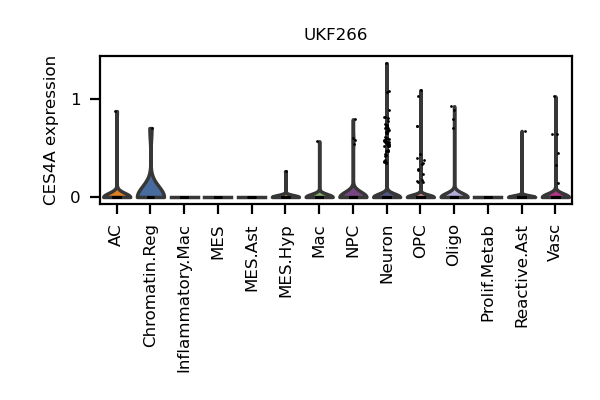 UKF266
CES4A expression
1
0
AC
Chromatin.Reg
Inflammatory.Mac
MES
MES.Ast
MES.Hyp
Mac
NPC
Neuron
OPC
Oligo
Prolif.Metab
Reactive.Ast
Vasc